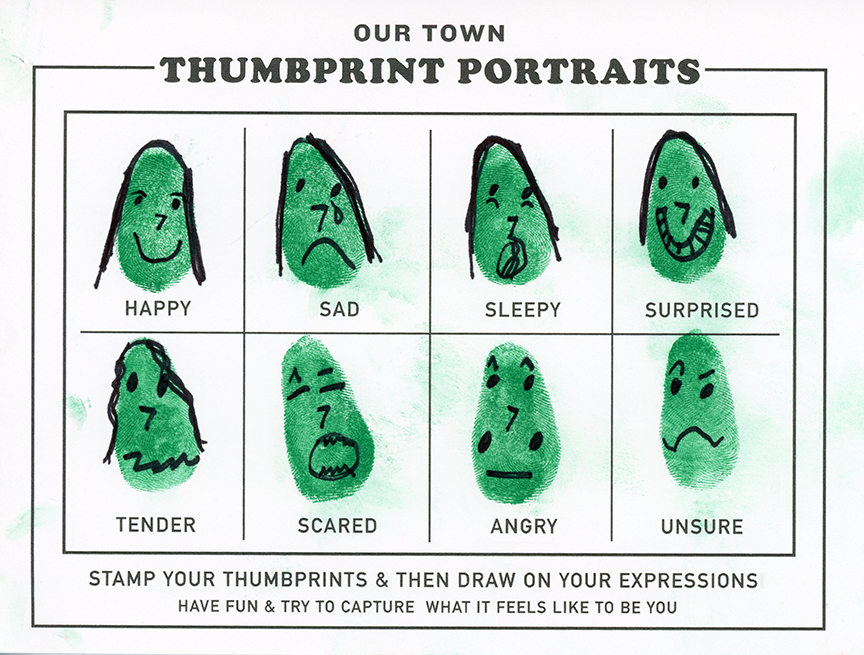 OUR TOWN
THUMBPRINT PORTRAITS
HAPPY
SAD
SLEEPY
SURPRISED
TENDER
SCARED
ANGRY
UNSURE
STAMP YOUR THUMBPRINTS & THEN DRAW ON YOUR EXPRESSIONS
HAVE FUN & TRY TO CAPTURE WHAT IT FEELS LIKE TO BE YOU